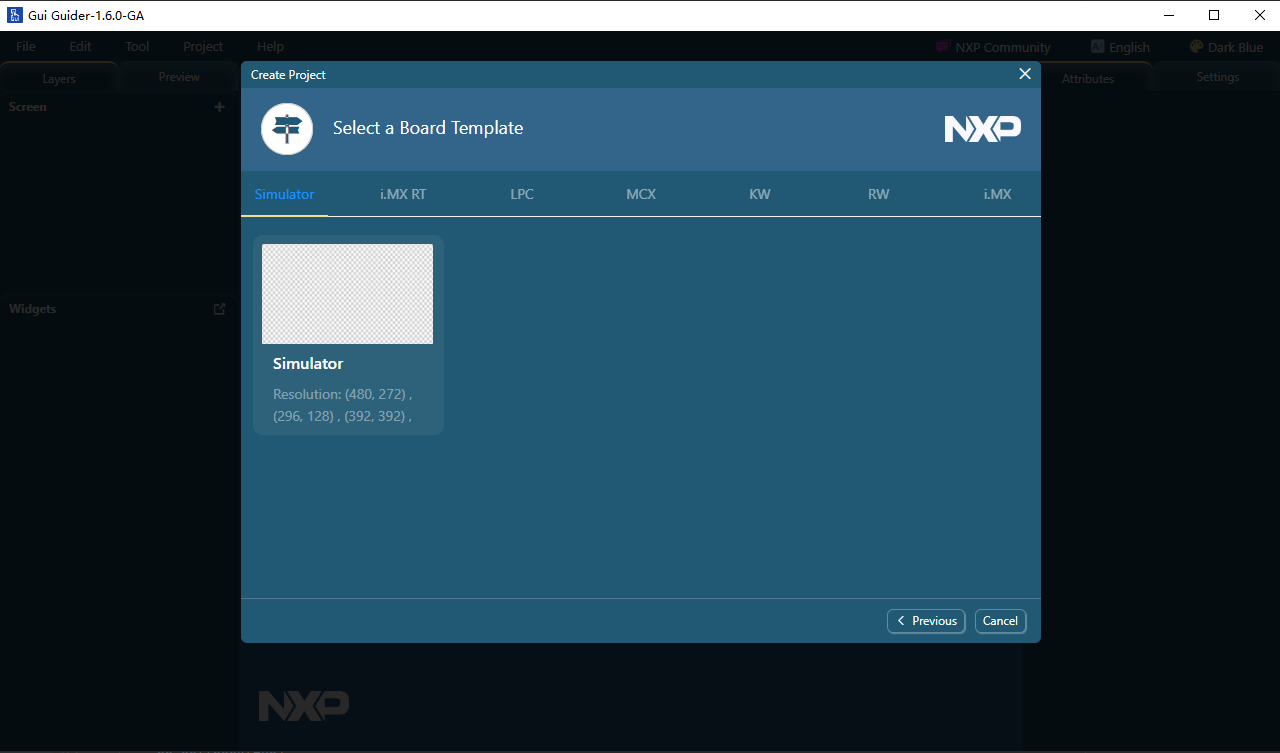 Gui Guider-1.6.0-GA
File Edit Tool Project Help NXP Community English Dark Blue
Layers Preview Attributes Settings
Screen
Widgets
Create Project
Select a Board Template NXP
Simulator i.MX RT LPC MCX KW RW i.MX
Simulator
Resolution: (480, 272) ,
(296, 128) , (392, 392) ,
Previous Cancel
NXP